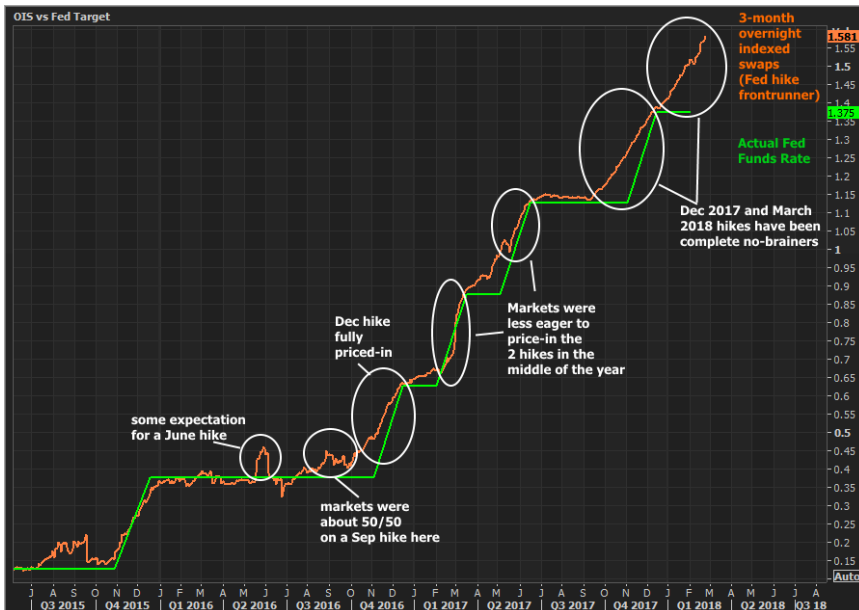 OIS vs Fed Target
3-month
overnight
indexed
swaps
(Fed hike
frontrunner)
Actual Fed
Funds Rate
Dec 2017 and March
2018 hikes have been
complete no-brainers
Markets were
less eager to
price-in the
2 hikes in the
middle of the year
Dec hike
fully
priced-in
some expectation
for a June hike
markets were
about 50/50
on a Sep hike here
1.581
1.55
1.5
1.45
1.4
1.375
1.35
1.3
1.25
1.2
1.15
1.1
1.05
1
0.95
0.9
0.85
0.8
0.75
0.7
0.65
0.6
0.55
0.5
0.45
0.4
0.35
0.3
0.25
0.2
0.15
Auto
J A S O N D J F M A M J J A S O N D J F M A M J J A S O N D J F M A M J J A
Q3 2015 Q4 2015 Q1 2016 Q2 2016 Q3 2016 Q4 2016 Q1 2017 Q2 2017 Q3 2017 Q4 2017 Q1 2018 Q2 2018 Q3 18